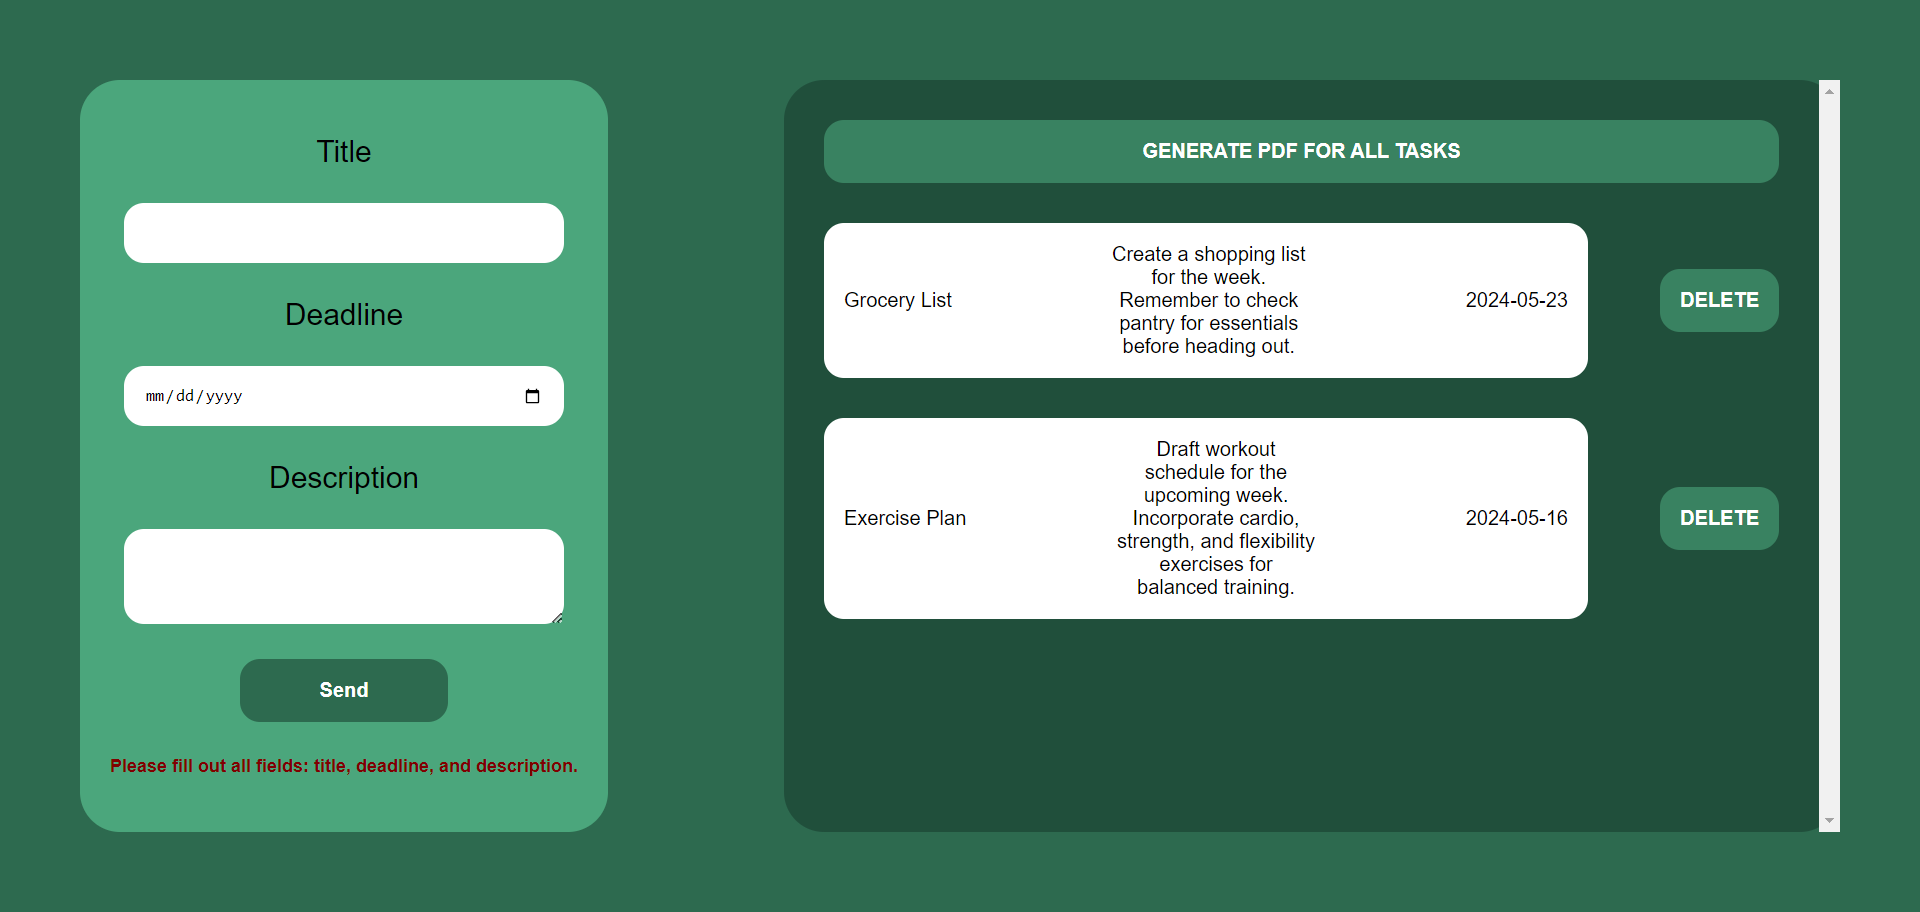 Title
Deadline
mm/dd/yyyy
Description
Send
Please fill out all fields: title, deadline, and description.
GENERATE PDF FOR ALL TASKS
Grocery List
Create a shopping list
for the week.
Remember to check
pantry for essentials
before heading out.
2024-05-23
DELETE
Exercise Plan
Draft workout
schedule for the
upcoming week.
Incorporate cardio,
strength, and flexibility
exercises for
balanced training.
2024-05-16
DELETE